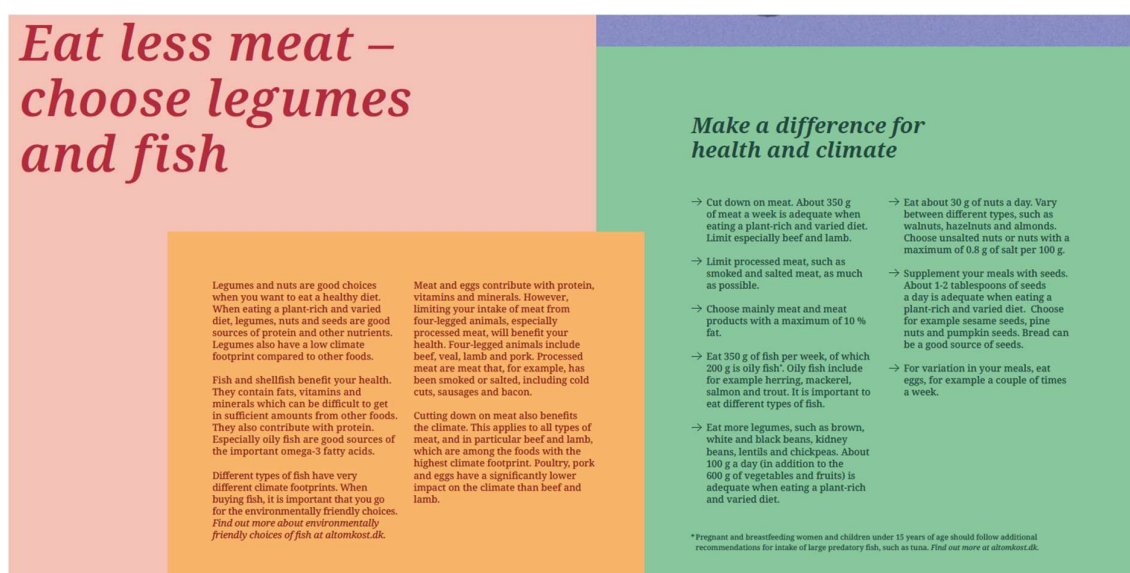 Eat less meat –
choose legumes
and fish
Legumes and nuts are good choices
when you want to eat a healthy diet.
When eating a plant-rich and varied
diet, legumes, nuts and seeds are good
sources of protein and other nutrients.
Legumes also have a low climate
footprint compared to other foods.
Fish and shellfish benefit your health.
They contain fats, vitamins and
minerals which can be difficult to get
in sufficient amounts from other foods.
They also contribute with protein.
Especially oily fish are good sources of
the important omega-3 fatty acids.
Different types of fish have very
different climate footprints. When
buying fish, it is important that you go
for the environmentally friendly choices.
Find out more about environmentally
friendly choices of fish at altomkost.dk.
Meat and eggs contribute with protein,
vitamins and minerals. However,
limiting your intake of meat from
four-legged animals, especially
processed meat, will benefit your
health. Four-legged animals include
beef, veal, lamb and pork. Processed
meat are meat that, for example, has
been smoked or salted, including cold
cuts, sausages and bacon.
Cutting down on meat also benefits
the climate. This applies to all types of
meat, and in particular beef and lamb,
which are among the foods with the
highest climate footprint. Poultry, pork
and eggs have a significantly lower
impact on the climate than beef and
lamb.
Make a difference for
health and climate
→ Cut down on meat. About 350 g
of meat a week is adequate when
eating a plant-rich and varied diet.
Limit especially beef and lamb.
→ Limit processed meat, such as
smoked and salted meat, as much
as possible.
→ Choose mainly meat and meat
products with a maximum of 10 %
fat.
→ Eat 350 g of fish per week, of which
200 g is oily fish*. Oily fish include
for example herring, mackerel,
salmon and trout. It is important to
eat different types of fish.
→ Eat more legumes, such as brown,
white and black beans, kidney
beans, lentils and chickpeas. About
100 g a day (in addition to the
600 g of vegetables and fruits) is
adequate when eating a plant-rich
and varied diet.
→ Eat about 30 g of nuts a day. Vary
between different types, such as
walnuts, hazelnuts and almonds.
Choose unsalted nuts or nuts with a
maximum of 0.8 g of salt per 100 g.
→ Supplement your meals with seeds.
About 1-2 tablespoons of seeds
a day is adequate when eating a
plant-rich and varied diet. Choose
for example sesame seeds, pine
nuts and pumpkin seeds. Bread can
be a good source of seeds.
→ For variation in your meals, eat
eggs, for example a couple of times
a week.
* Pregnant and breastfeeding women and children under 15 years of age should follow additional
recommendations for intake of large predatory fish, such as tuna. Find out more at altomkost.dk.